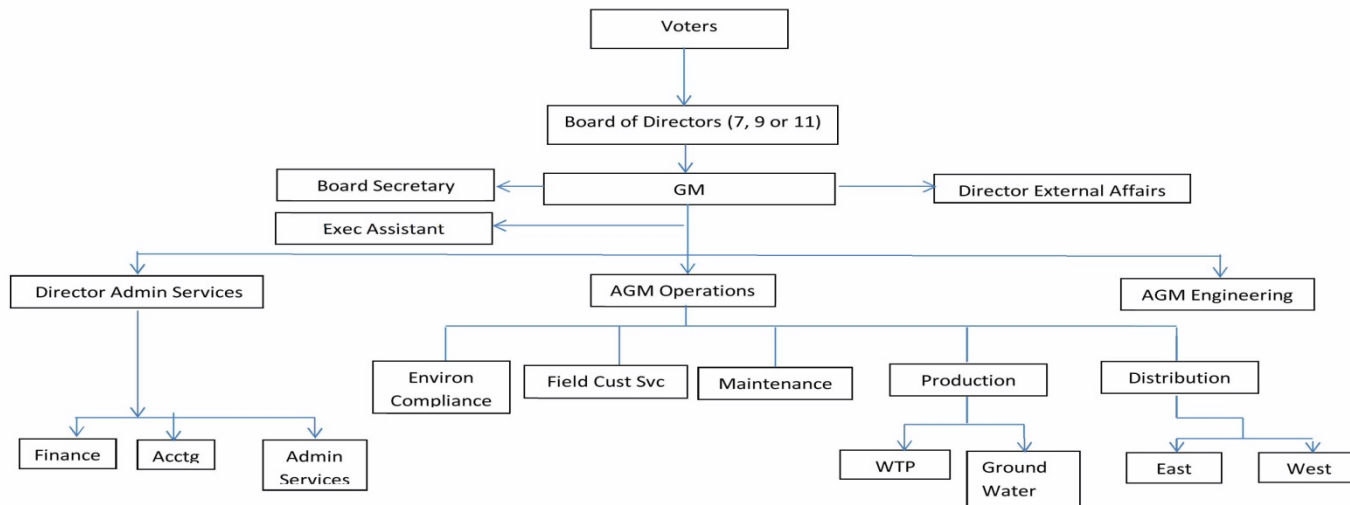 Voters
Board of Directors (7, 9 or 11)
Board Secretary
GM
Director External Affairs
Exec Assistant
Director Admin Services
AGM Operations
AGM Engineering
Environ
Compliance
Field Cust Svc
Maintenance
Production
Distribution
Finance
Acctg
Admin
Services
WTP
Ground
Water
East
West